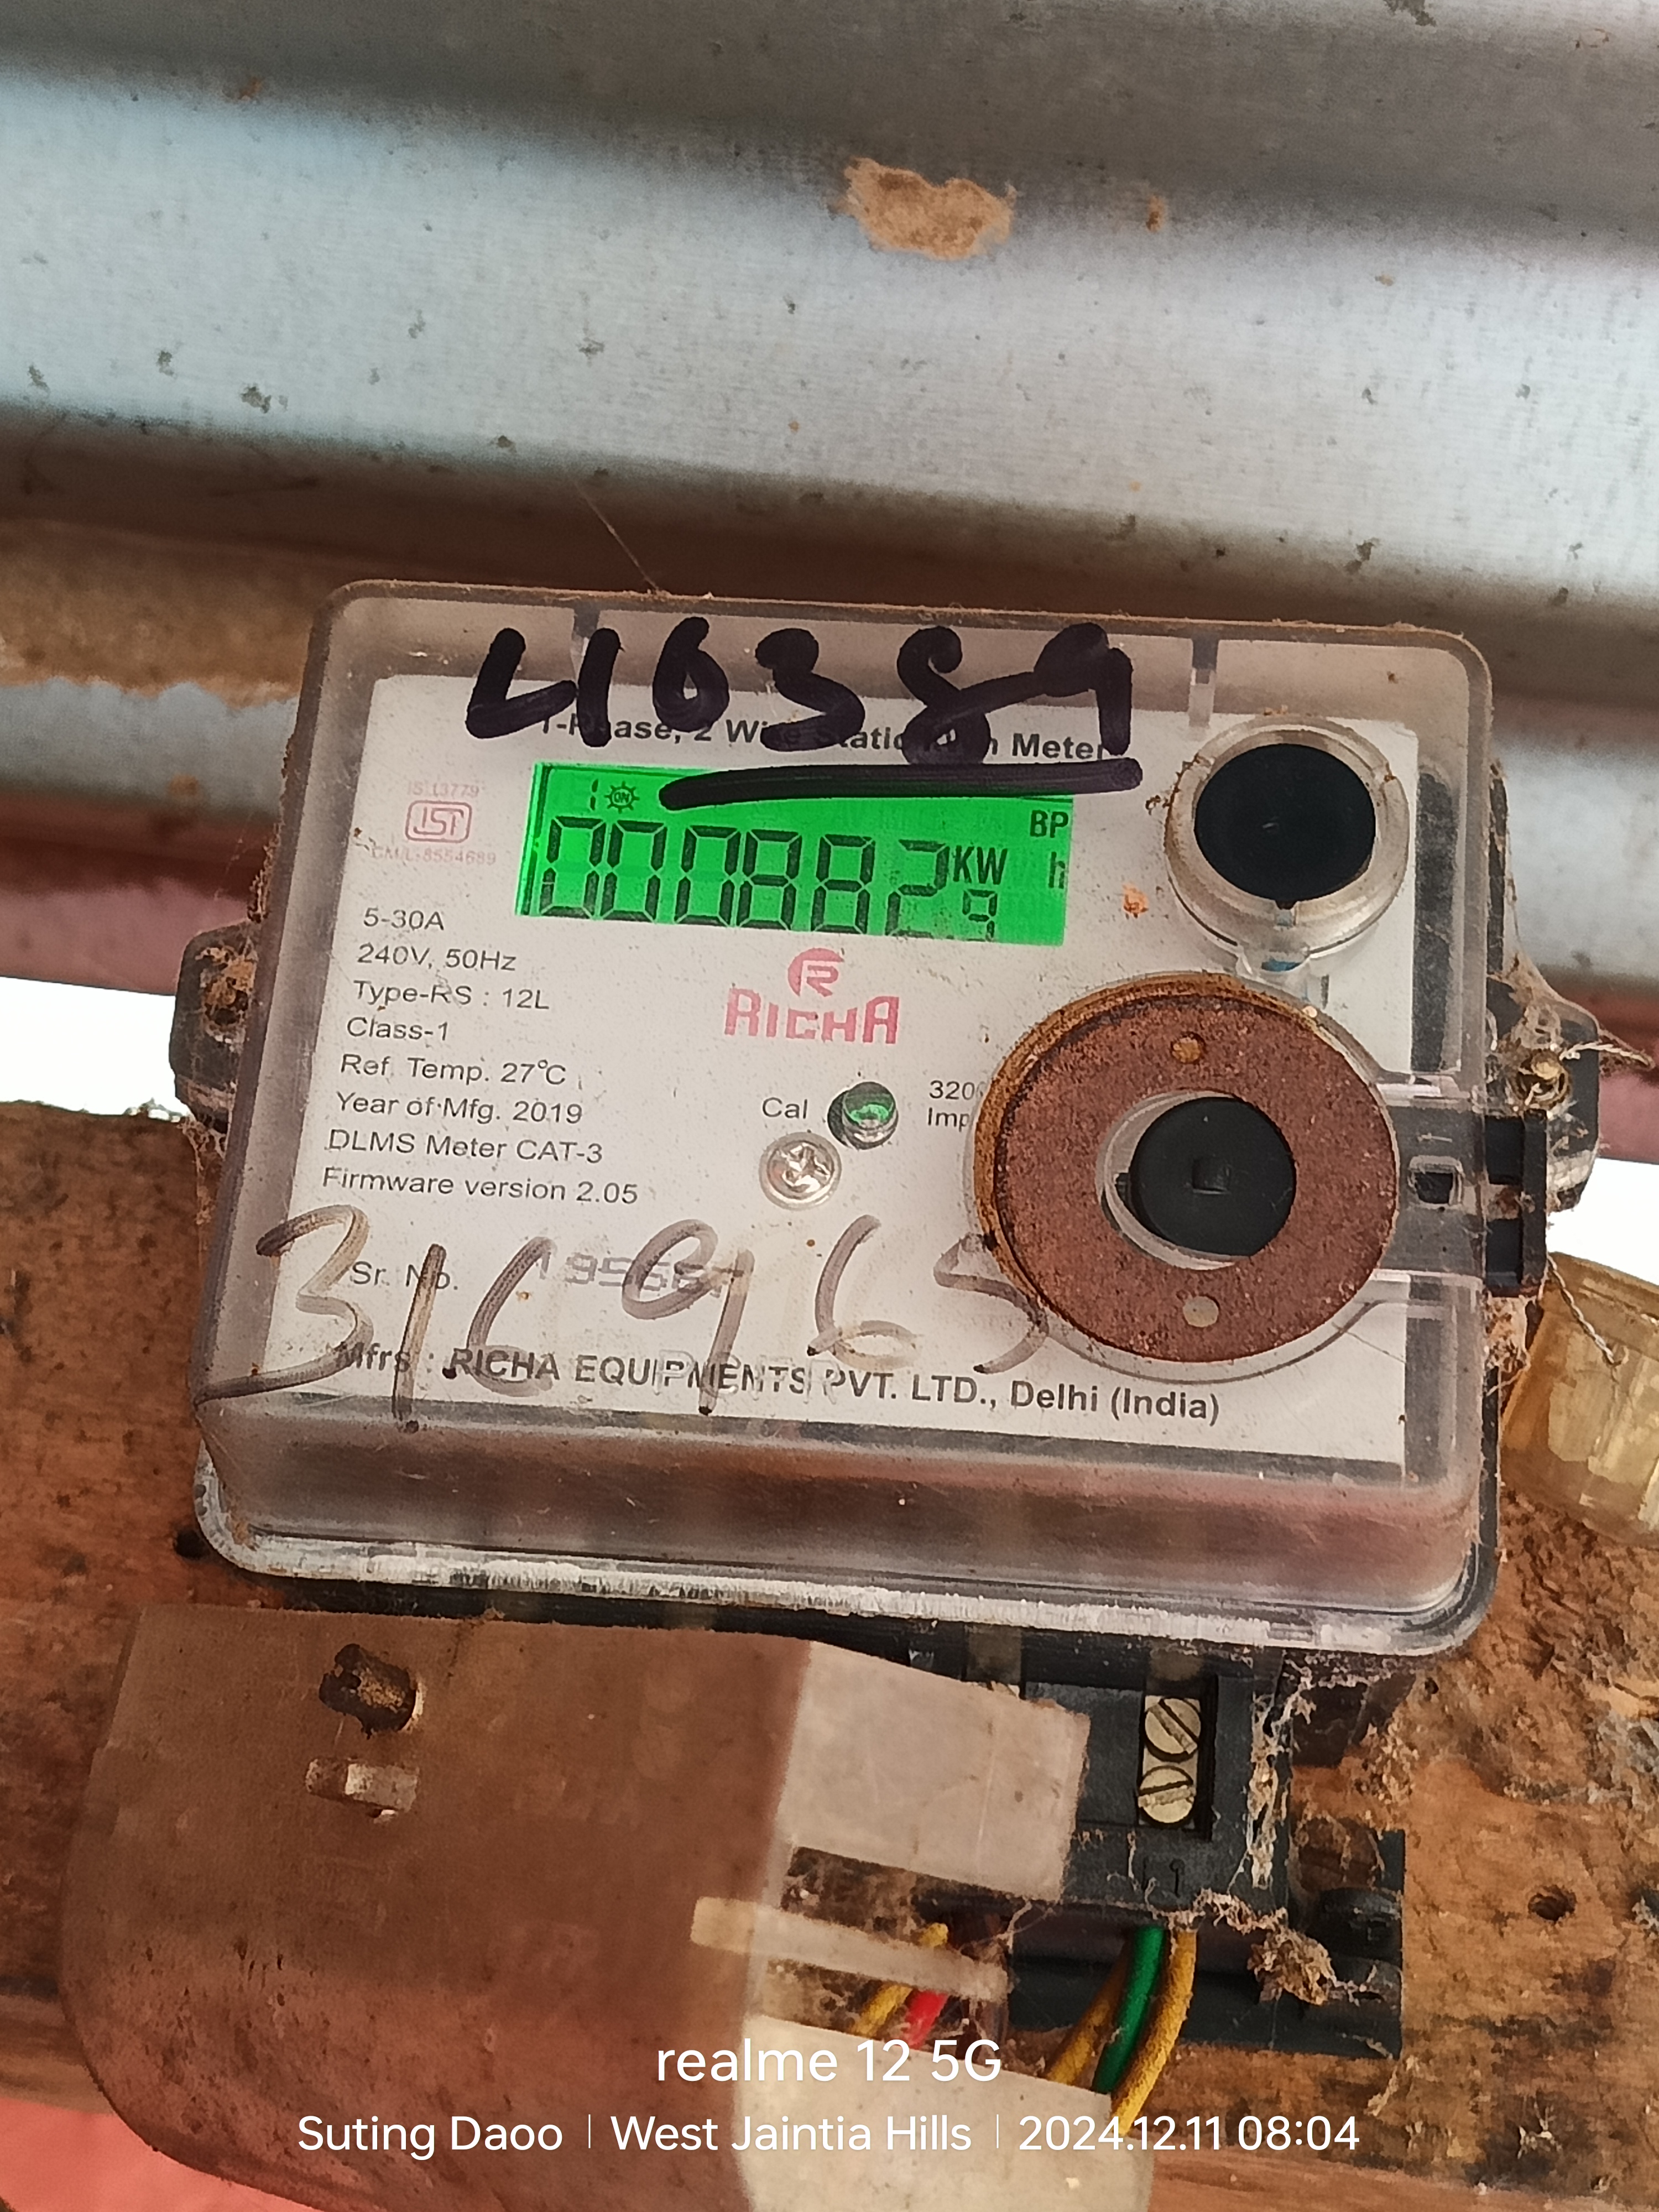 410389
1-Phase, 2 Wire Static Meter
IS:13779
ISI
CM/L-8554689
1 ON
BP
000882.9 KW h
5-30A
240V, 50Hz
Type-RS : 12L
Class-1
Ref. Temp. 27°C
Year of Mfg. 2019
DLMS Meter CAT-3
Firmware version 2.05
R
RICHA
Cal
320
Imp
Sr. No.
Mfrs : RICHA EQUIPMENTS PVT. LTD., Delhi (India)
realme 12 5G
Suting Daoo | West Jaintia Hills | 2024.12.11 08:04